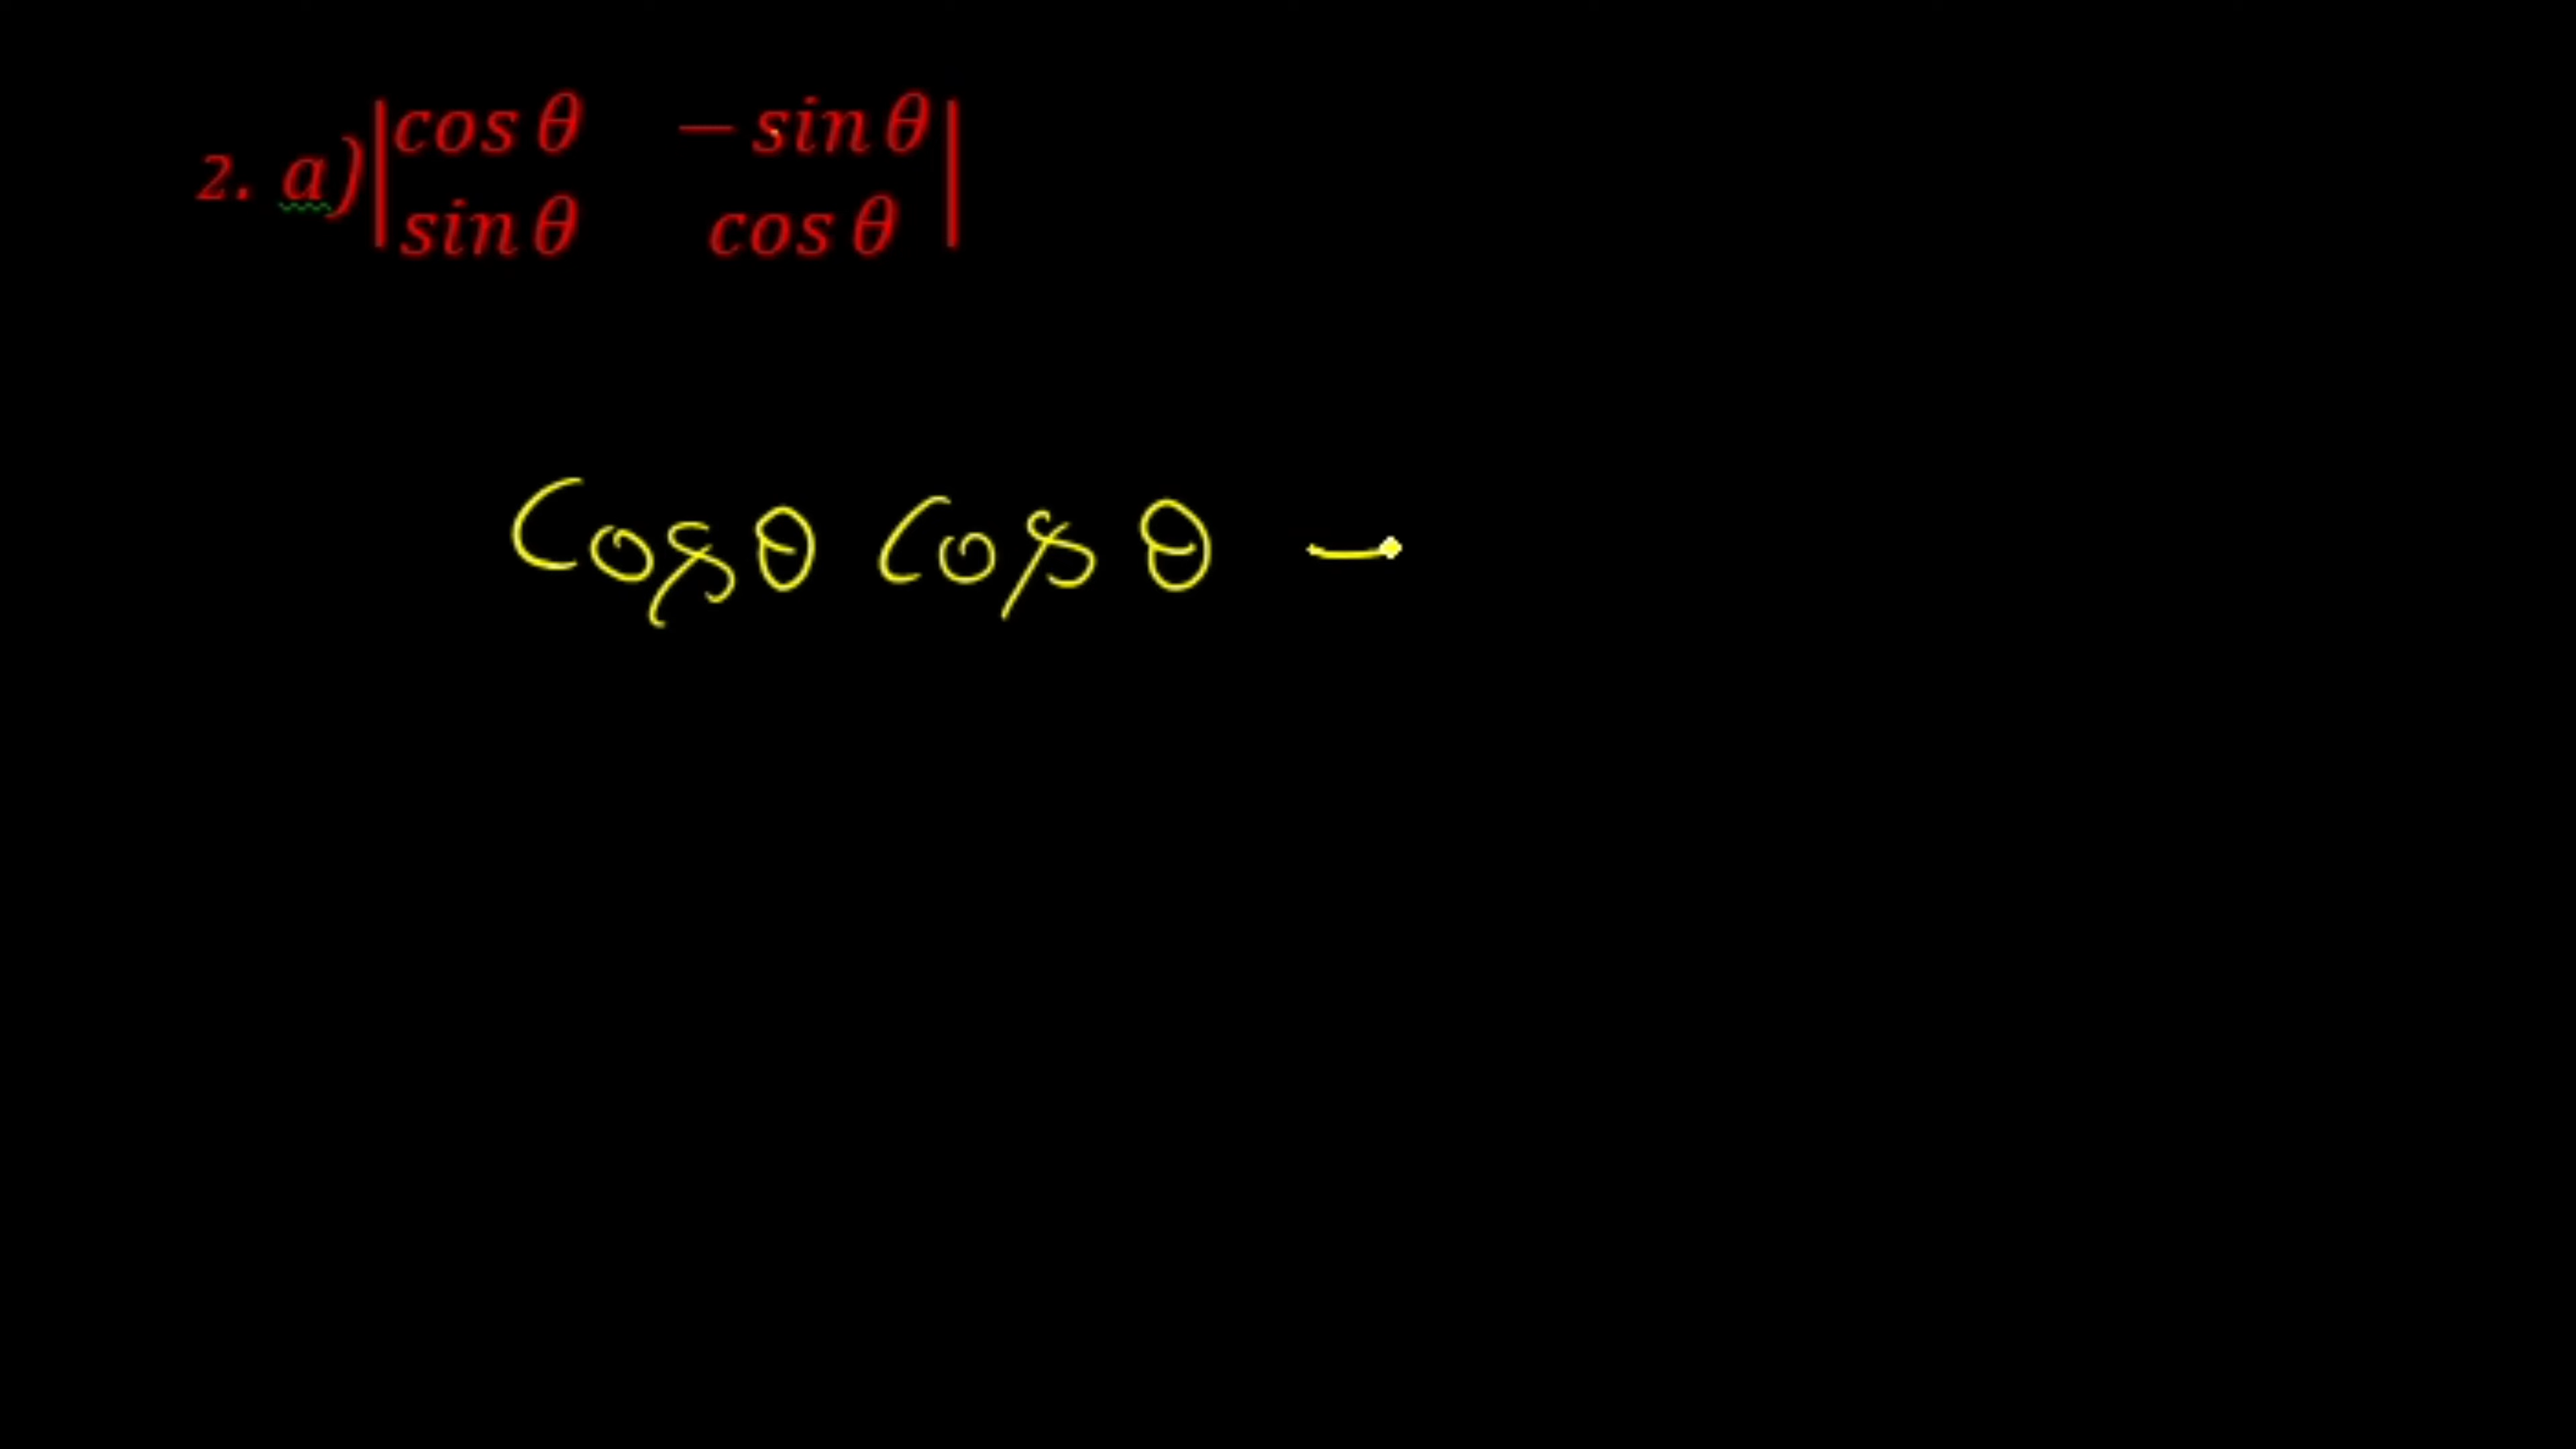 2. a) |cos θ − sin θ|
|sin θ cos θ|
Cos θ Cos θ −